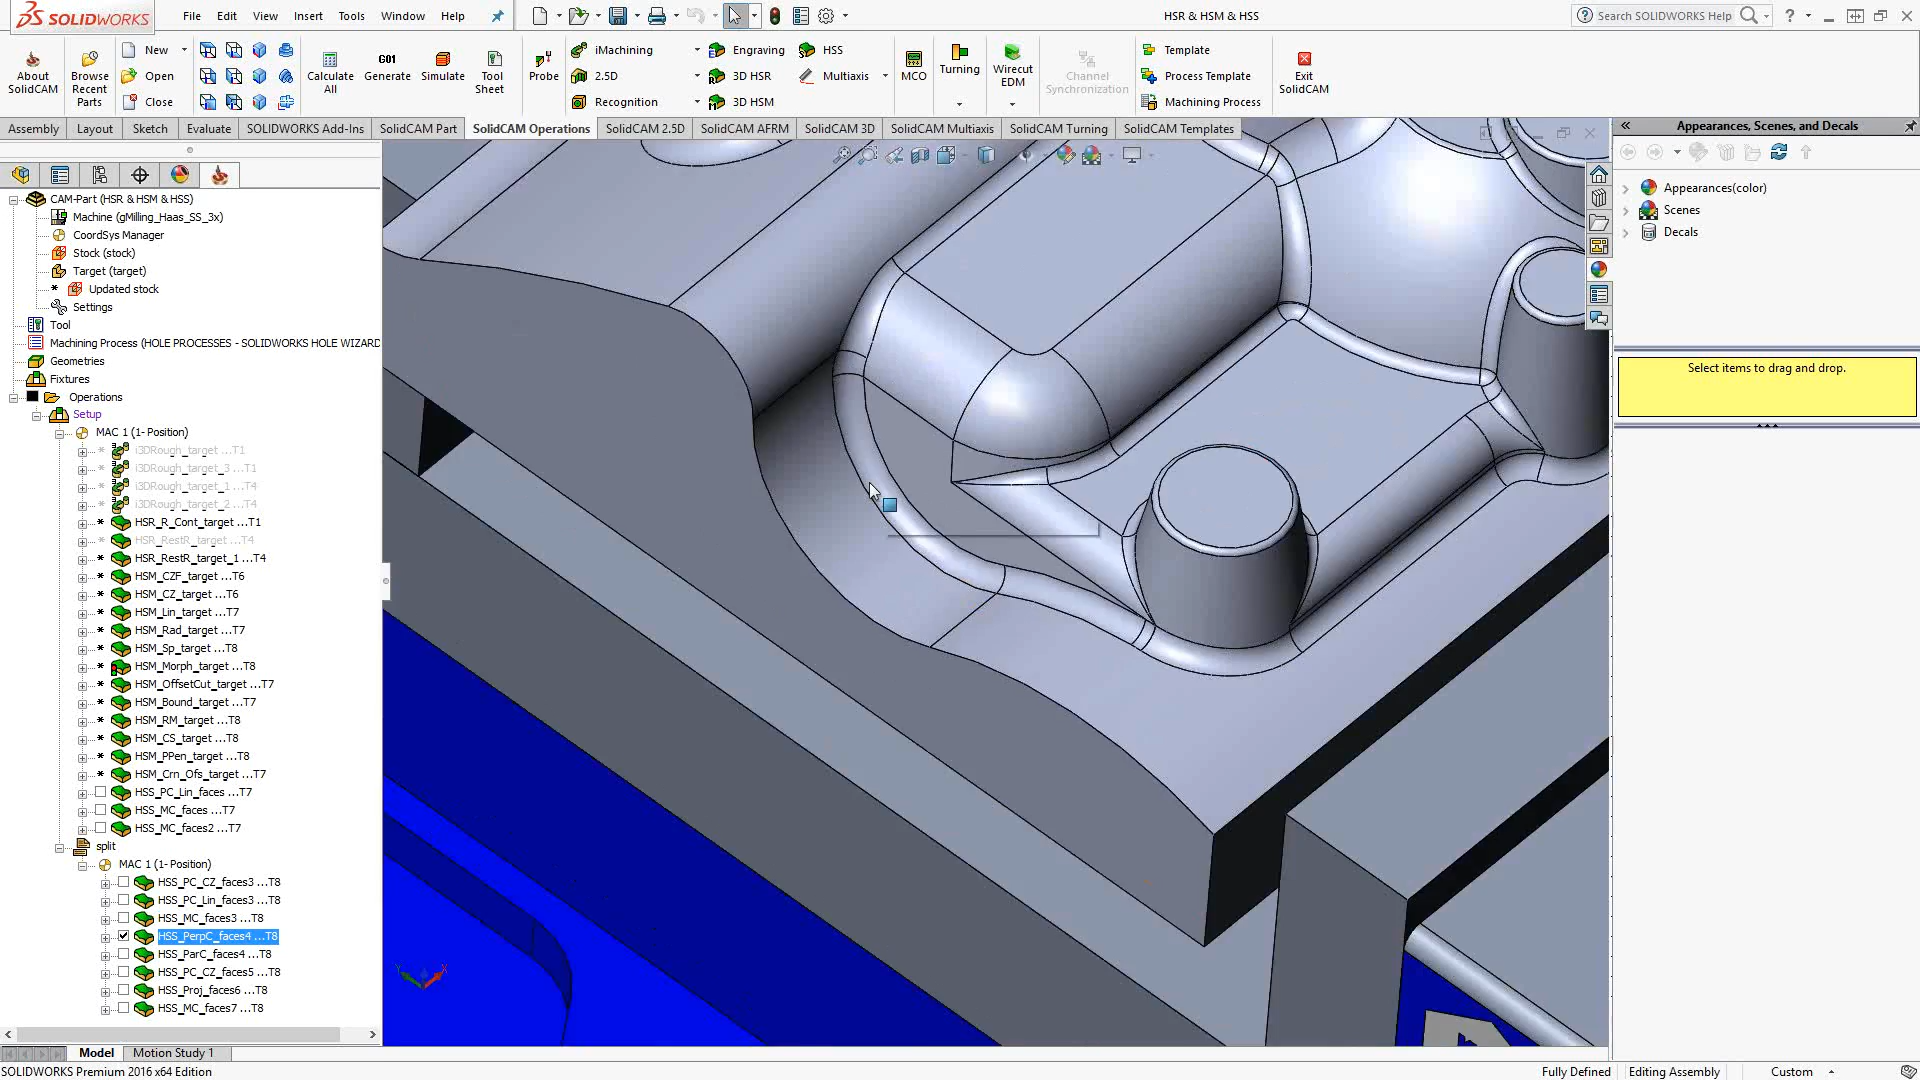 SOLIDWORKS
File Edit View Insert Tools Window Help
HSR & HSM & HSS
Search SOLIDWORKS Help
About SolidCAM
Browse Recent Parts
New
Open
Close
Calculate All
G01
Generate
Simulate
Tool Sheet
Probe
iMachining
2.5D
Recognition
Engraving
3D HSR
3D HSM
HSS
Multiaxis
MCO
Turning
Wirecut EDM
Channel Synchronization
Template
Process Template
Machining Process
Exit SolidCAM
Assembly Layout Sketch Evaluate SOLIDWORKS Add-Ins SolidCAM Part SolidCAM Operations SolidCAM 2.5D SolidCAM AFRM SolidCAM 3D SolidCAM Multiaxis SolidCAM Turning SolidCAM Templates
CAM-Part (HSR & HSM & HSS)
Machine (gMilling_Haas_SS_3x)
CoordSys Manager
Stock (stock)
Target (target)
* Updated stock
Settings
Tool
Machining Process (HOLE PROCESSES - SOLIDWORKS HOLE WIZARD
Geometries
Fixtures
Operations
Setup
MAC 1 (1- Position)
* i3DRough_target ...T1
* i3DRough_target_3 ...T1
* i3DRough_target_1 ...T4
* i3DRough_target_2 ...T4
* HSR_R_Cont_target ...T1
HSR_RestR_target ...T4
* HSR_RestR_target_1 ...T4
* HSM_CZF_target ...T6
* HSM_CZ_target ...T6
* HSM_Lin_target ...T7
* HSM_Rad_target ...T7
* HSM_Sp_target ...T8
* HSM_Morph_target ...T8
* HSM_OffsetCut_target ...T7
* HSM_Bound_target ...T7
* HSM_RM_target ...T8
* HSM_CS_target ...T8
* HSM_PPen_target ...T8
* HSM_Crn_Ofs_target ...T7
HSS_PC_Lin_faces ...T7
HSS_MC_faces ...T7
HSS_MC_faces2 ...T7
split
MAC 1 (1- Position)
HSS_PC_CZ_faces3 ...T8
HSS_PC_Lin_faces3 ...T8
HSS_MC_faces3 ...T8
HSS_PerpC_faces4 ...T8
HSS_ParC_faces4 ...T8
HSS_PC_CZ_faces5 ...T8
HSS_Proj_faces6 ...T8
HSS_MC_faces7 ...T8
Appearances, Scenes, and Decals
Appearances(color)
Scenes
Decals
Select items to drag and drop.
Model Motion Study 1
SOLIDWORKS Premium 2016 x64 Edition
Fully Defined Editing Assembly Custom